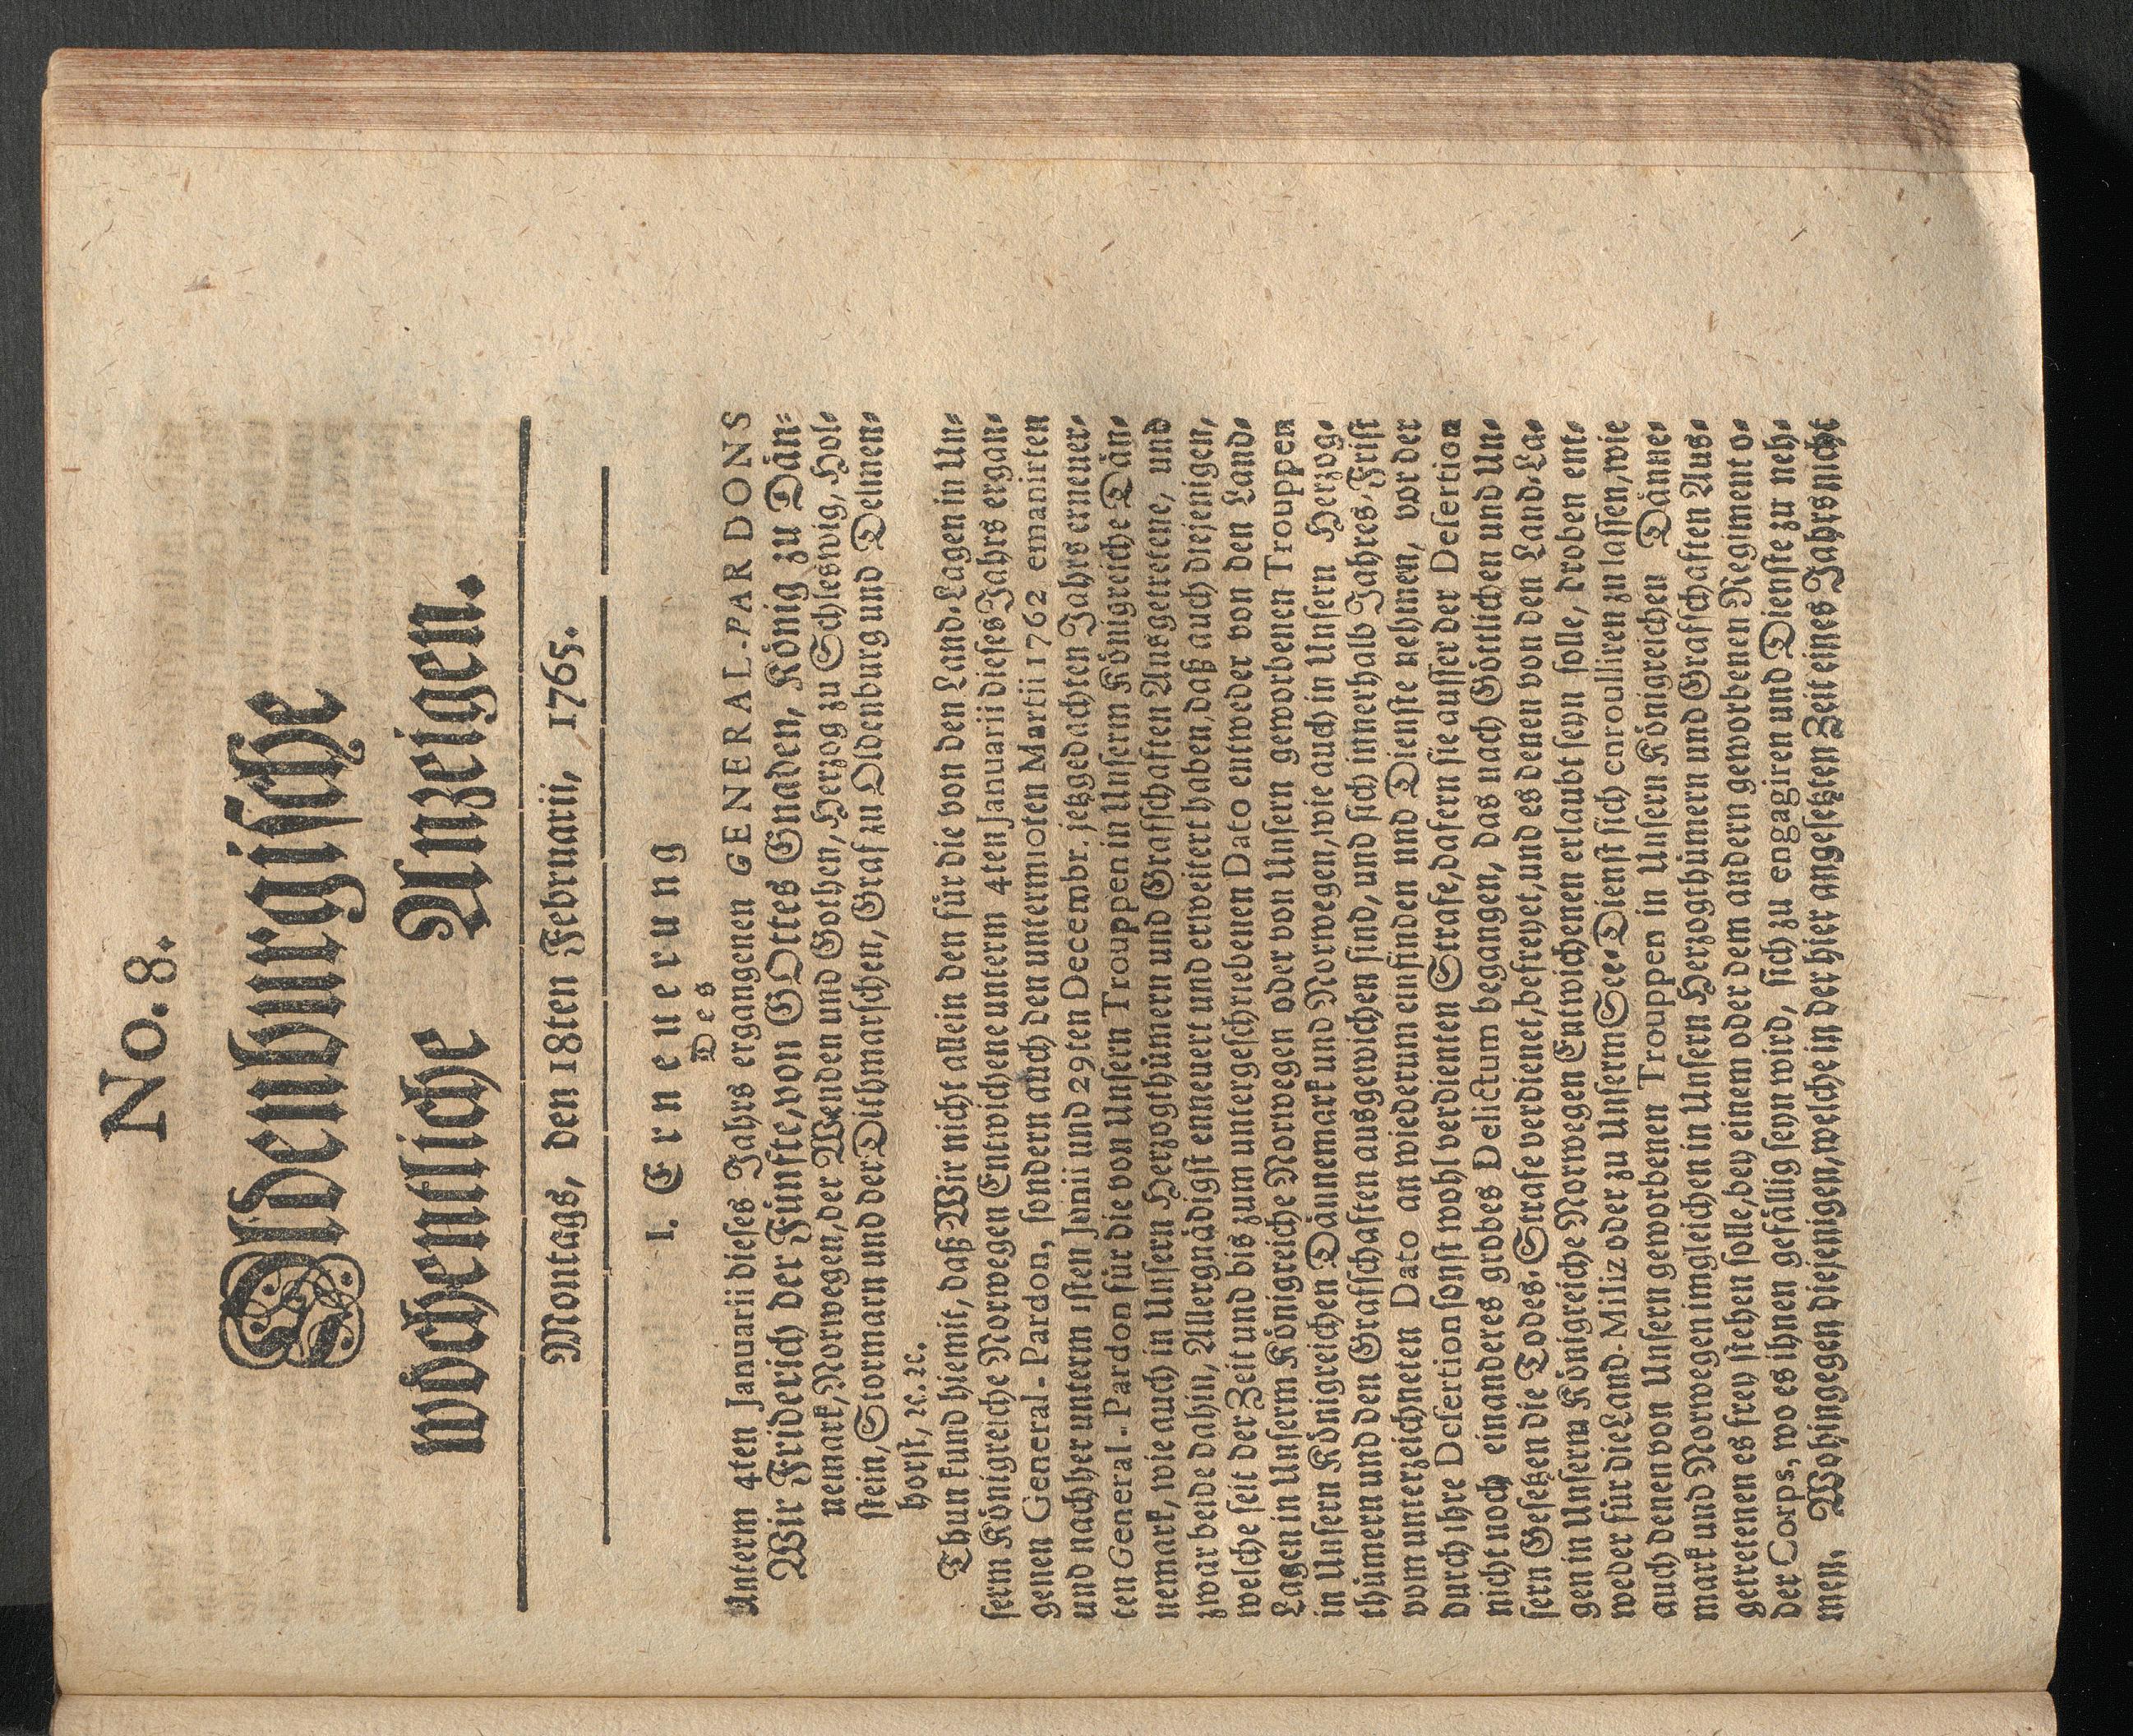 No. 8.
Oldenburgische
wöchentliche Anzeigen.
Montags, den 18ten Februarii, 1765.
I. Erneuerung
Des
Unterm 4ten Januarii dieses Jahrs ergangenen GENERAL-PARDONS
Wir Friderich der Fünfte, von GOttes Gnaden, König zu Dän-
nemark, Norwegen, der Wenden und Gothen, Herzog zu Schleswig, Hol-
stein, Stormarn und der Dithmarschen, Graf zu Oldenburg und Delmen-
horst, ꝛc. ꝛc.
Thun kund hiemit, daß Wir nicht allein den für die von den Land-Lagen in Un-
serm Königreiche Norwegen Entwichene unterm 4ten Januarii dieses Jahrs ergan-
genen General-Pardon, sondern auch den unterm 10ten Martii 1762 emanirten
und nachher unterm 1sten Junii und 29ten Decembr. jetzgedachten Jahrs erneuer-
ten General-Pardon für die von Unsern Trouppen in Unserm Königreiche Dän-
nemark, wie auch in Unsern Herzogthümern und Grafschaften Ausgetretene, und
zwar beide dahin, Allergnädigst erneuert und erweitert haben, daß auch diejenigen,
welche seit der Zeit und bis zum untergeschriebenen Dato entweder von den Land-
Lagen in Unserm Königreiche Norwegen oder von Unsern geworbenen Trouppen
in Unsern Königreichen Dännemark und Norwegen, wie auch in Unsern Herzog-
thümern und den Grafschaften ausgewichen sind, und sich innerhalb Jahres-Frist
vom unterzeichneten Dato an wiederum einfinden und Dienste nehmen, vor der
durch ihre Desertion sonst wohl verdienten Strafe, dafern sie ausser der Desertion
nicht noch einanderes grobes Delictum begangen, das nach Göttlichen und Un-
sern Gesetzen die Todes-Strafe verdienet, befreyet, und es denen von den Land-La-
gen in Unserm Königreiche Norwegen Entwichenen erlaubt seyn solle, droben ent-
weder für die Land-Miliz oder zu Unserm See-Dienst sich enroulliren zu lassen, wie
auch denen von Unsern geworbenen Trouppen in Unsern Königreichen Dänne-
mark und Norwegen imgleichen in Unsern Herzogthümern und Grafschaften Aus-
getretenen es frey stehen solle, bey einem oder dem andern geworbenen Regiment o-
der Corps, wo es ihnen gefällig seyn wird, sich zu engagiren und Dienste zu neh-
men. Wohingegen diejenigen, welche in der hier angesetzten Zeit eines Jahrs nicht